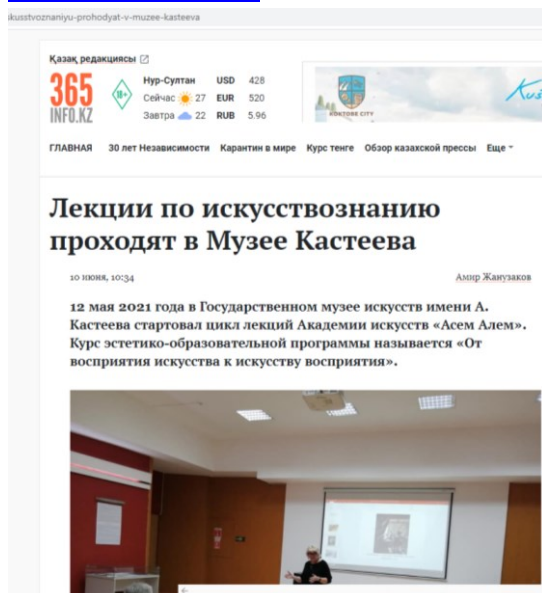 ikusstvoznaniyu-prohodyat-v-muzee-kasteeva
Қазақ редакциясы
365
INFO.KZ
18+
Нур-Султан USD 428
Сейчас 27 EUR 520
Завтра 22 RUB 5.96
KOKTOBE CITY
ГЛАВНАЯ 30 лет Независимости Карантин в мире Курс тенге Обзор казахской прессы Еще
Лекции по искусствознанию
проходят в Музее Кастеева
10 июня, 10:34 Амир Жанузаков
12 мая 2021 года в Государственном музее искусств имени А.
Кастеева стартовал цикл лекций Академии искусств «Асем Алем».
Курс эстетико-образовательной программы называется «От
восприятия искусства к искусству восприятия».